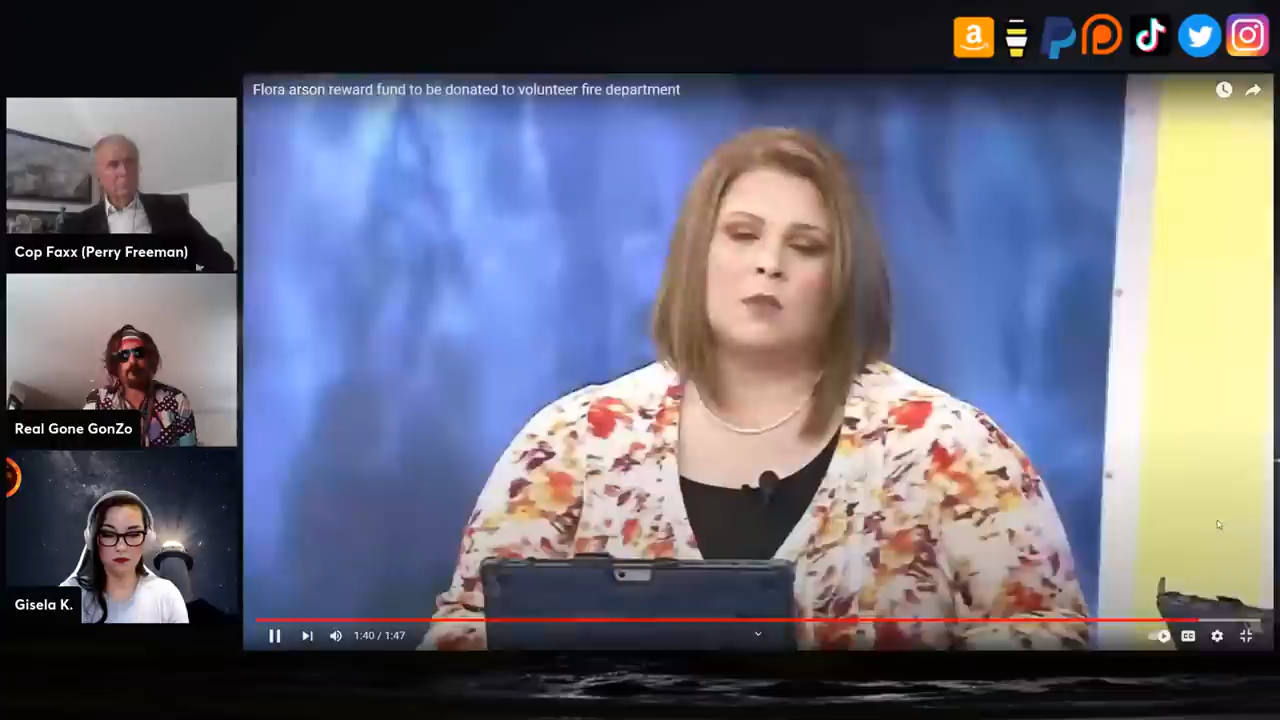 Flora arson reward fund to be donated to volunteer fire department
Cop Faxx (Perry Freeman)
Real Gone GonZo
Gisela K.
1:40 / 1:47
CC
a